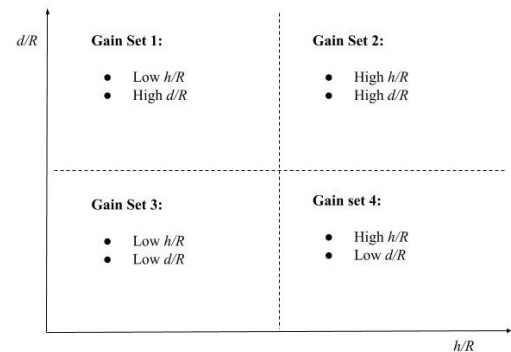 d/R
Gain Set 1:
● Low h/R
● High d/R
Gain Set 2:
● High h/R
● High d/R
Gain Set 3:
● Low h/R
● Low d/R
Gain set 4:
● High h/R
● Low d/R
h/R